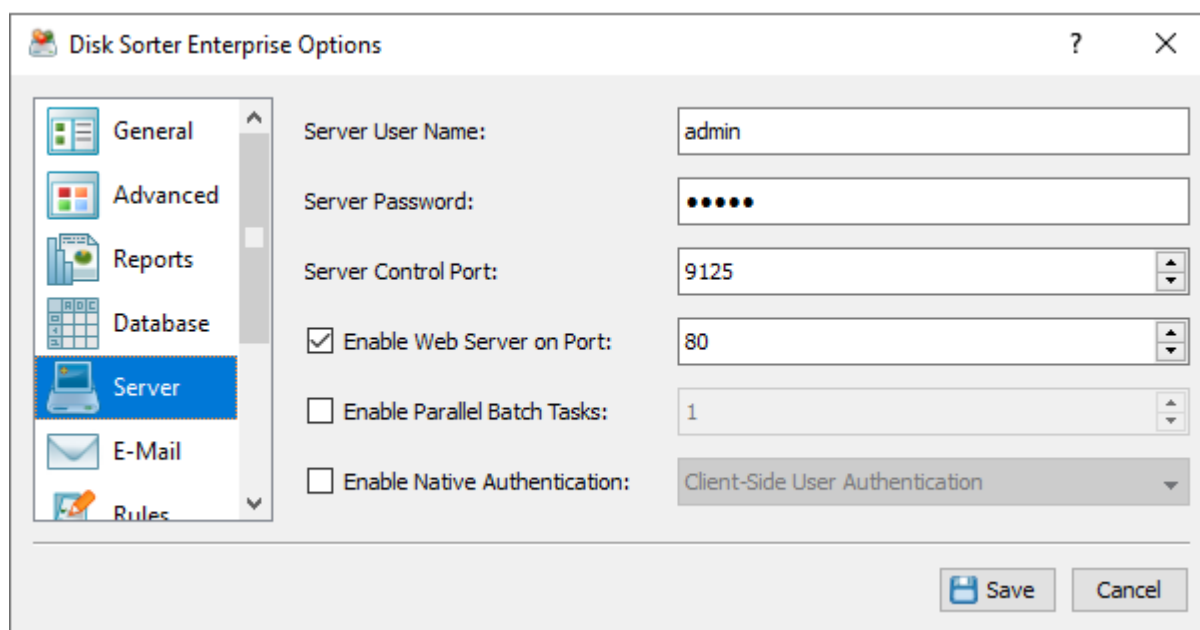 Disk Sorter Enterprise Options ?
General
Advanced
Reports
Database
Server
E-Mail
Rules
Server User Name: admin
Server Password: •••••
Server Control Port: 9125
Enable Web Server on Port: 80
Enable Parallel Batch Tasks: 1
Enable Native Authentication: Client-Side User Authentication
Save Cancel